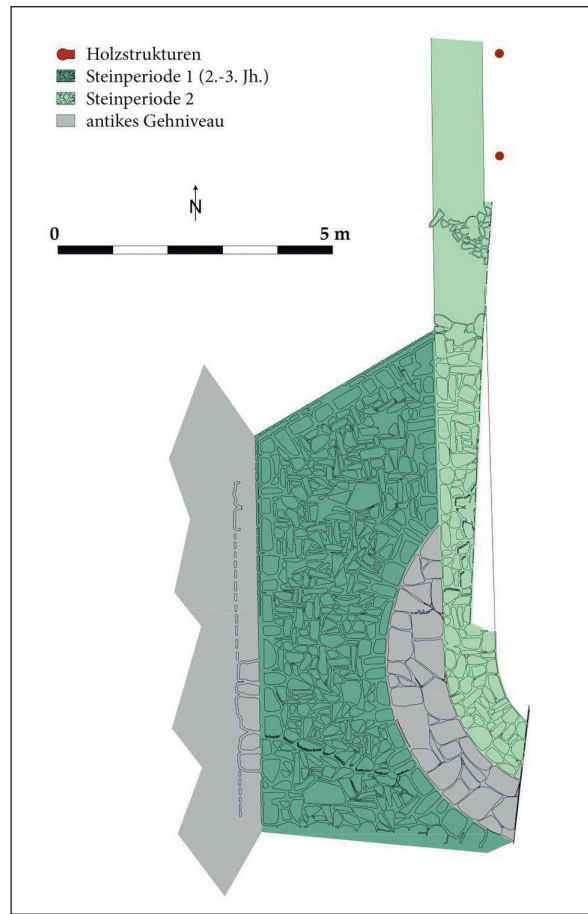 Holzstrukturen
Steinperiode 1 (2.-3. Jh.)
Steinperiode 2
antikes Gehniveau
N
0 5 m